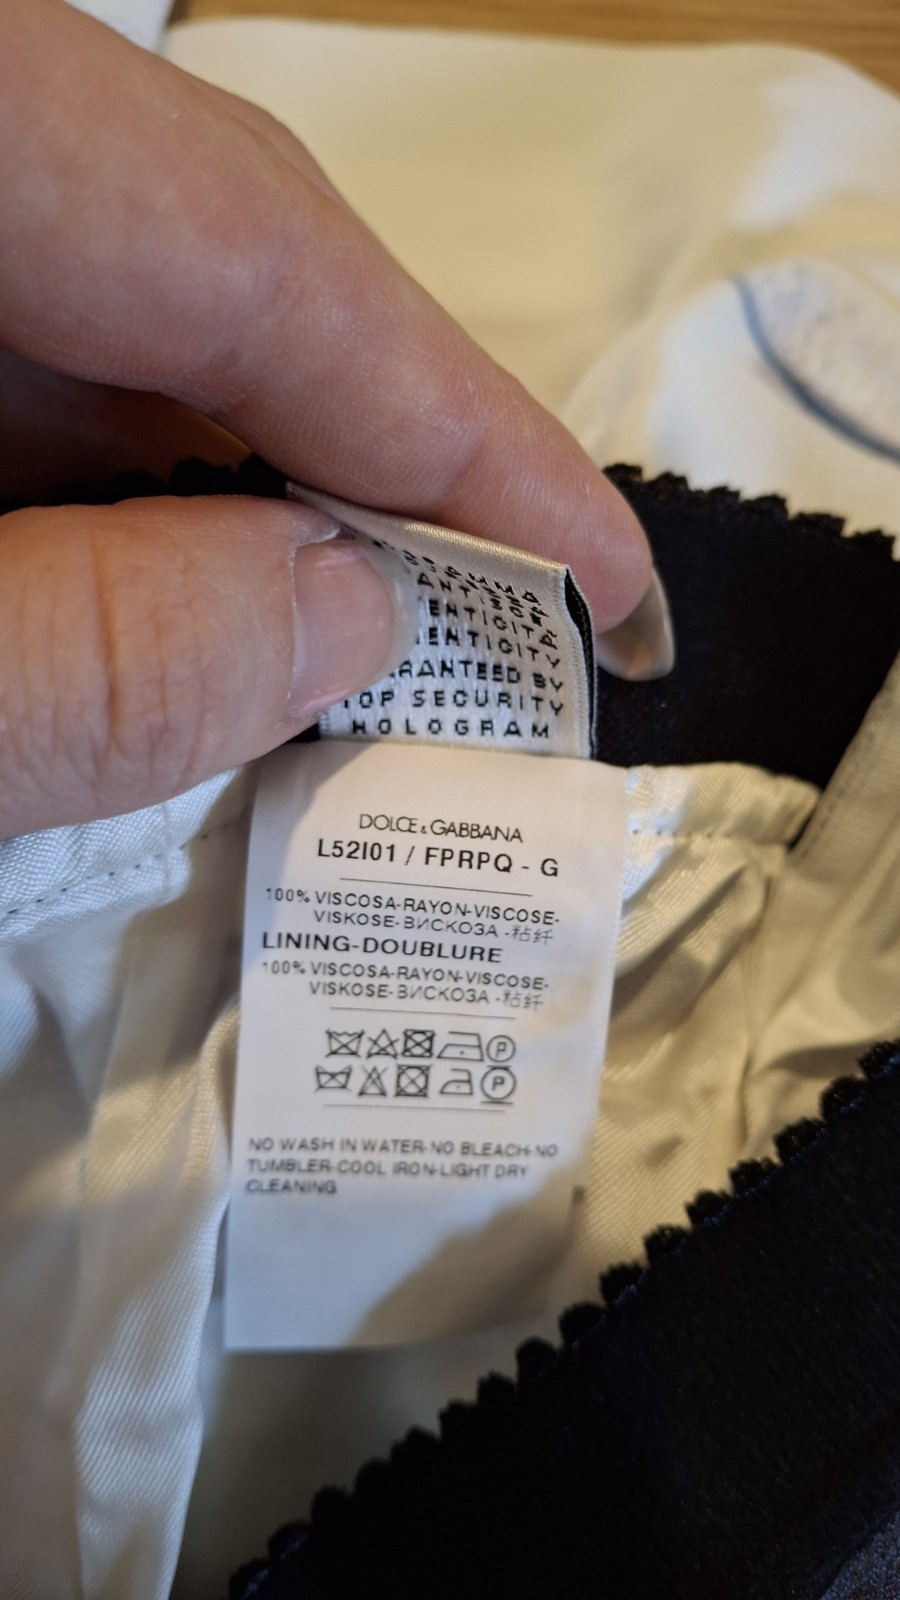 ENTICITY
ENTICITY
RANTEED BY
TOP SECURITY
HOLOGRAM
DOLCE & GABBANA
L52I01 / FPRPQ - G
100% VISCOSA-RAYON-VISCOSE-
VISKOSE-ВИСКОЗА -粘纤
LINING-DOUBLURE
100% VISCOSA-RAYON-VISCOSE-
VISKOSE-ВИСКОЗА -粘纤
P
P
NO WASH IN WATER-NO BLEACH-NO
TUMBLER-COOL IRON-LIGHT DRY
CLEANING